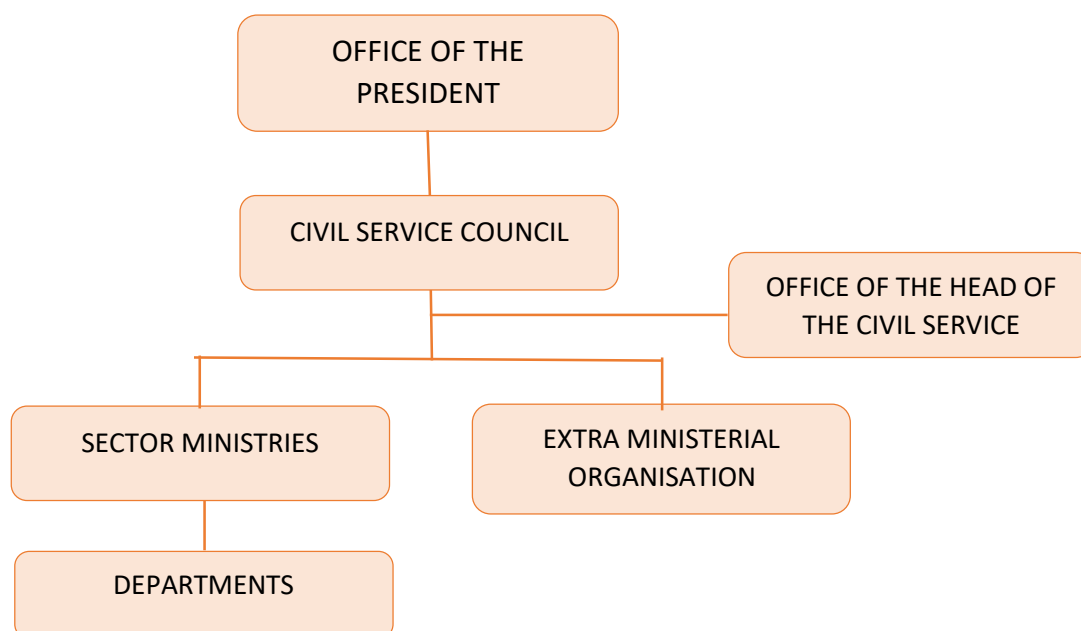 OFFICE OF THE
PRESIDENT
CIVIL SERVICE COUNCIL
OFFICE OF THE HEAD OF
THE CIVIL SERVICE
SECTOR MINISTRIES
EXTRA MINISTERIAL
ORGANISATION
DEPARTMENTS